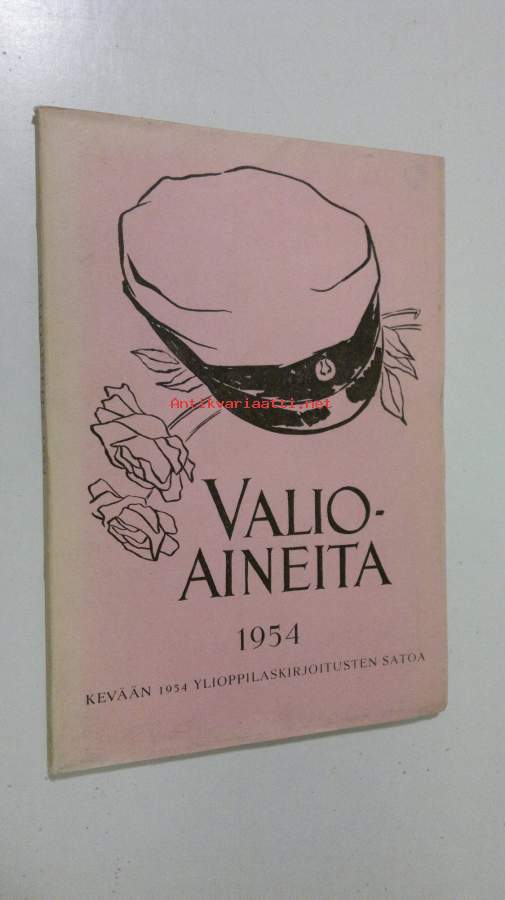 Antikvariaatti.net
VALIO-
AINEITA
1954
KEVÄÄN 1954 YLIOPPILASKIRJOITUSTEN SATOA